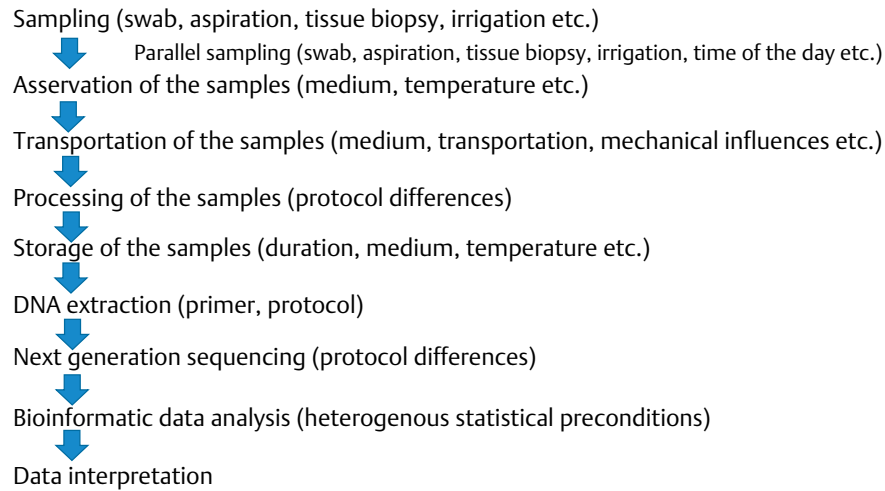 Sampling (swab, aspiration, tissue biopsy, irrigation etc.)
Parallel sampling (swab, aspiration, tissue biopsy, irrigation, time of the day etc.)
Asservation of the samples (medium, temperature etc.)
Transportation of the samples (medium, transportation, mechanical influences etc.)
Processing of the samples (protocol differences)
Storage of the samples (duration, medium, temperature etc.)
DNA extraction (primer, protocol)
Next generation sequencing (protocol differences)
Bioinformatic data analysis (heterogenous statistical preconditions)
Data interpretation